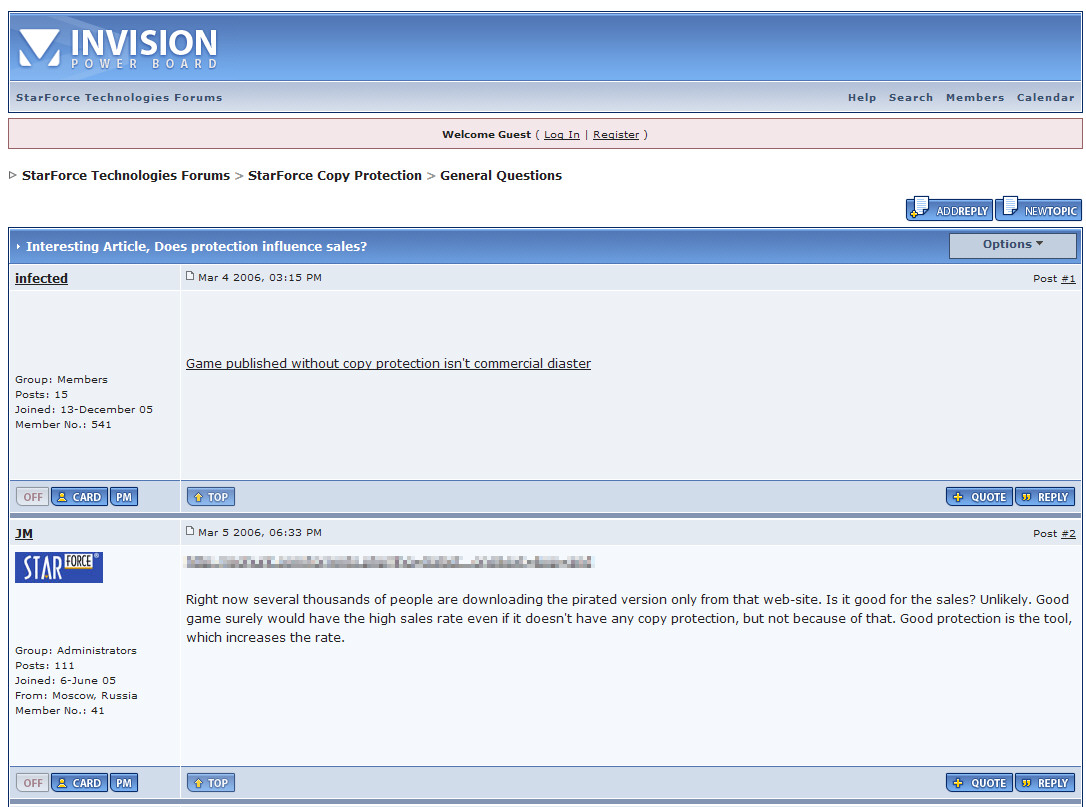 INVISION
POWER BOARD
StarForce Technologies Forums Help Search Members Calendar
Welcome Guest ( Log In | Register )
StarForce Technologies Forums > StarForce Copy Protection > General Questions
ADDREPLY NEWTOPIC
Interesting Article, Does protection influence sales? Options
infected Mar 4 2006, 03:15 PM Post #1
Game published without copy protection isn't commercial diaster
Group: Members
Posts: 15
Joined: 13-December 05
Member No.: 541
OFF CARD PM TOP QUOTE REPLY
JM Mar 5 2006, 06:33 PM Post #2
STAR FORCE®
Right now several thousands of people are downloading the pirated version only from that web-site. Is it good for the sales? Unlikely. Good
game surely would have the high sales rate even if it doesn't have any copy protection, but not because of that. Good protection is the tool,
which increases the rate.
Group: Administrators
Posts: 111
Joined: 6-June 05
From: Moscow, Russia
Member No.: 41
OFF CARD PM TOP QUOTE REPLY